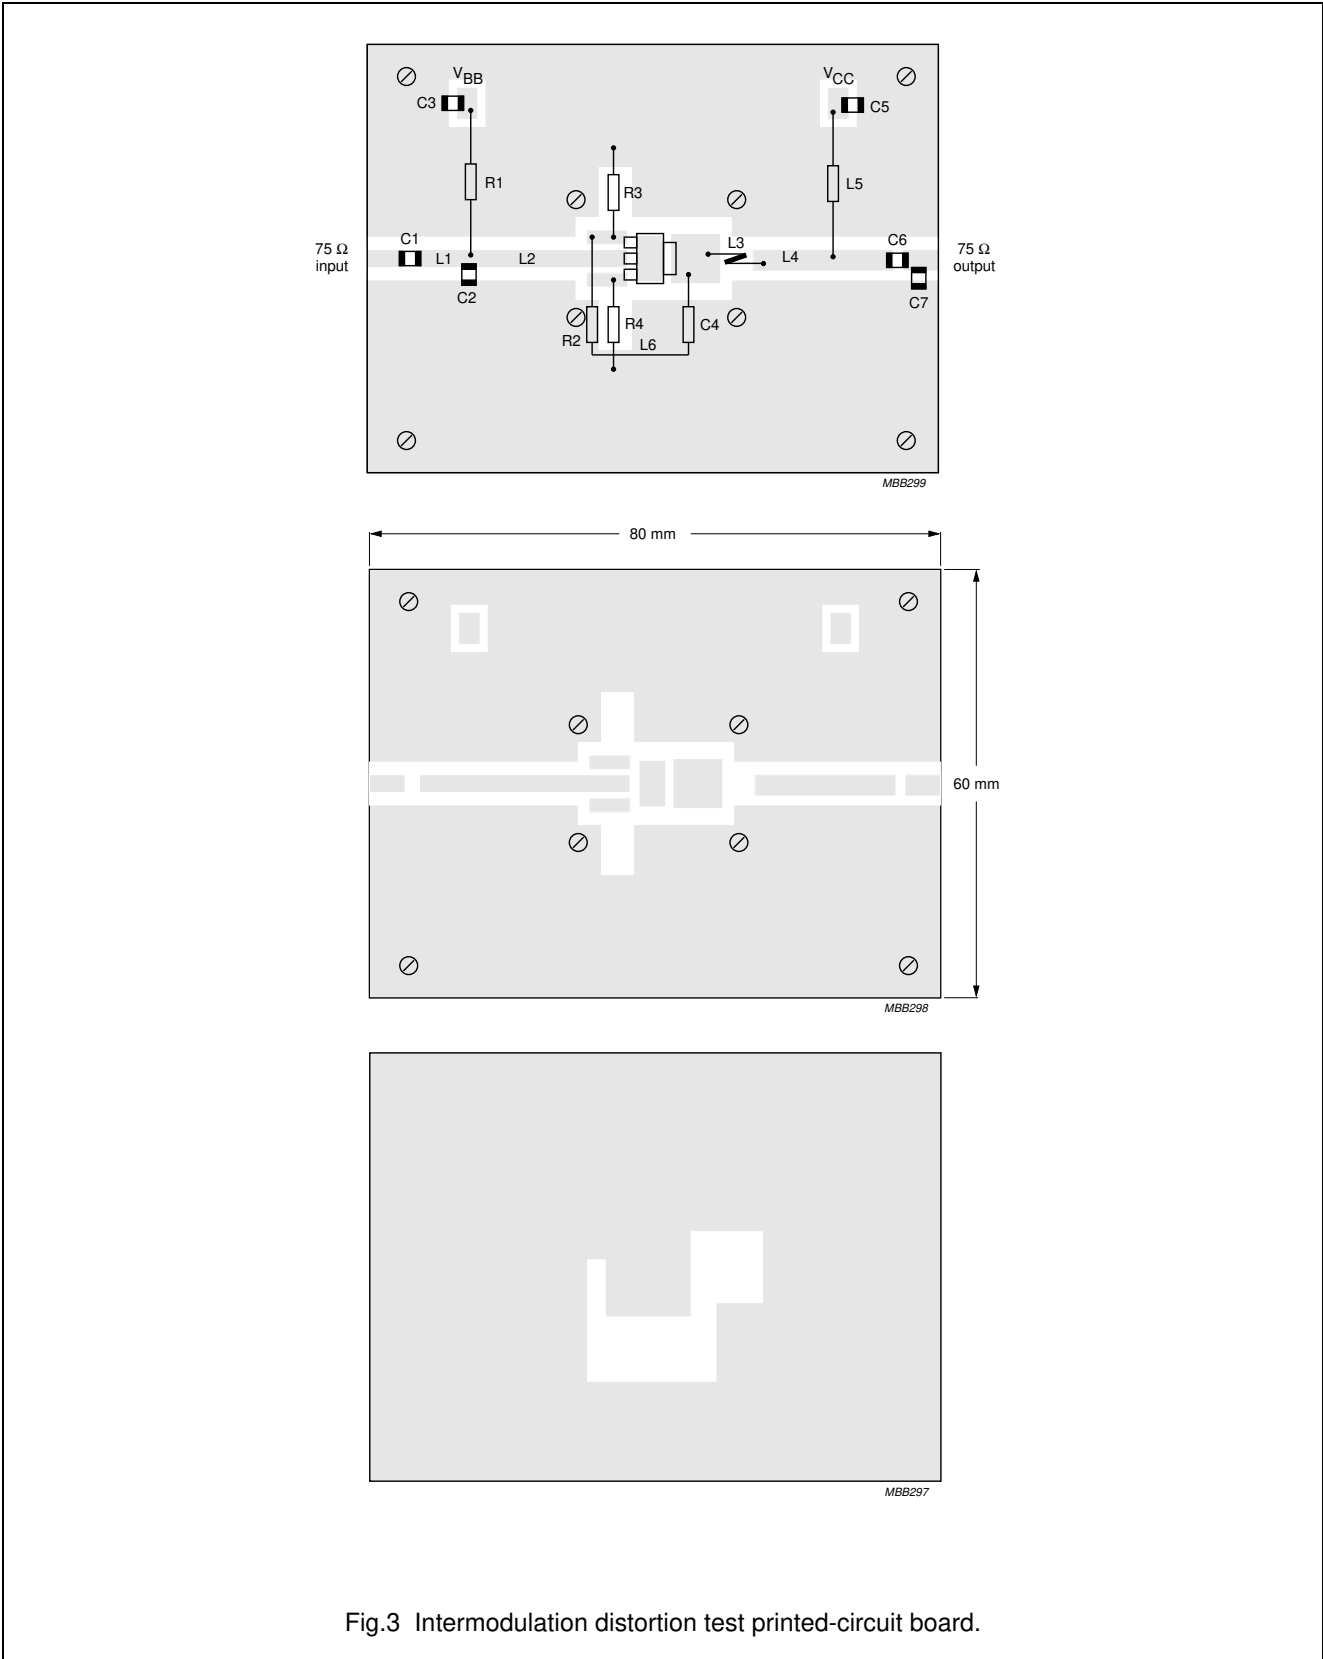 VBB
VCC
C3
C5
R1
R3
L5
75 Ω
input
C1
L1
L2
C2
L3
L4
C6
75 Ω
output
C7
R2
R4
L6
C4
MBB299
80 mm
60 mm
MBB298
MBB297
Fig.3 Intermodulation distortion test printed-circuit board.